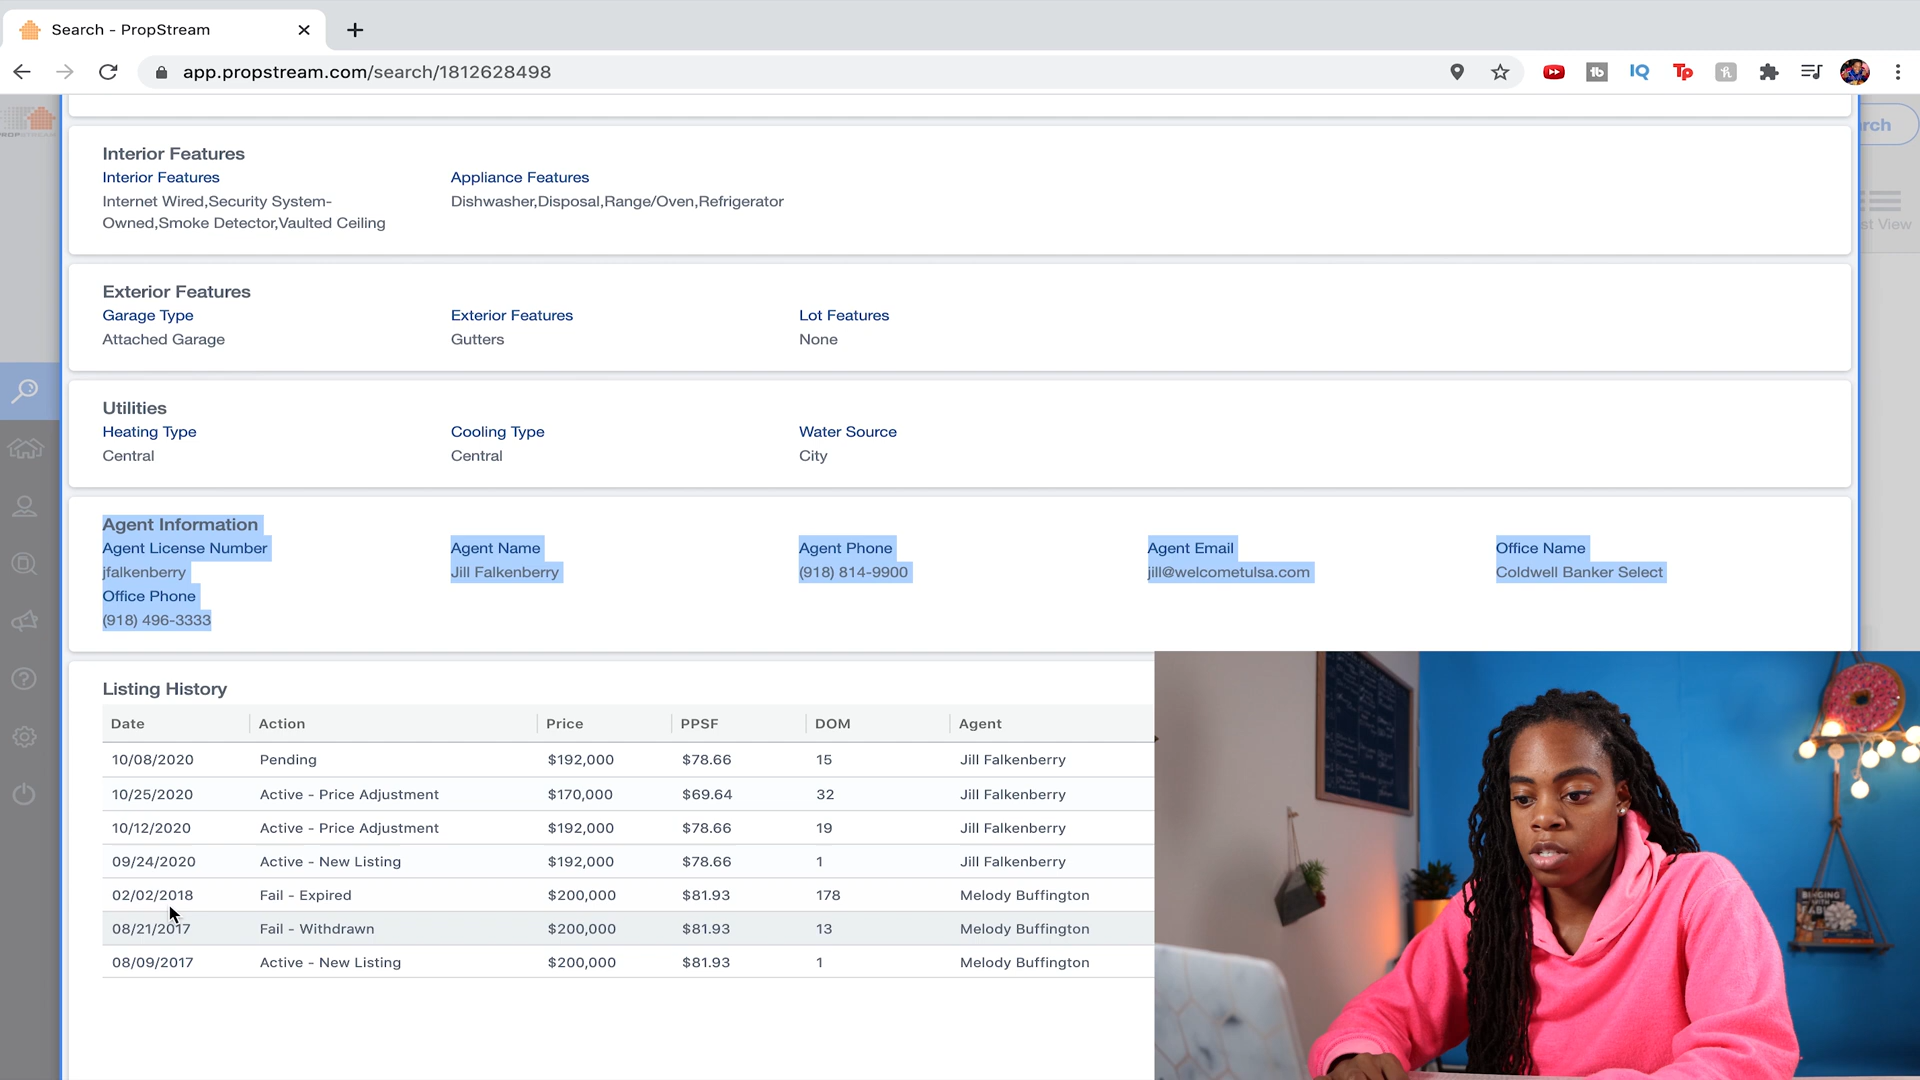 Search - PropStream
app.propstream.com/search/1812628498
Interior Features
Interior Features Appliance Features
Internet Wired,Security System- Dishwasher,Disposal,Range/Oven,Refrigerator
Owned,Smoke Detector,Vaulted Ceiling
Exterior Features
Garage Type Exterior Features Lot Features
Attached Garage Gutters None
Utilities
Heating Type Cooling Type Water Source
Central Central City
Agent Information
Agent License Number Agent Name Agent Phone Agent Email Office Name
jfalkenberry Jill Falkenberry (918) 814-9900 jill@welcometulsa.com Coldwell Banker Select
Office Phone
(918) 496-3333
Listing History
Date Action Price PPSF DOM Agent
10/08/2020 Pending $192,000 $78.66 15 Jill Falkenberry
10/25/2020 Active - Price Adjustment $170,000 $69.64 32 Jill Falkenberry
10/12/2020 Active - Price Adjustment $192,000 $78.66 19 Jill Falkenberry
09/24/2020 Active - New Listing $192,000 $78.66 1 Jill Falkenberry
02/02/2018 Fail - Expired $200,000 $81.93 178 Melody Buffington
08/21/2017 Fail - Withdrawn $200,000 $81.93 13 Melody Buffington
08/09/2017 Active - New Listing $200,000 $81.93 1 Melody Buffington
rch
st View
IQ
Tp
tb